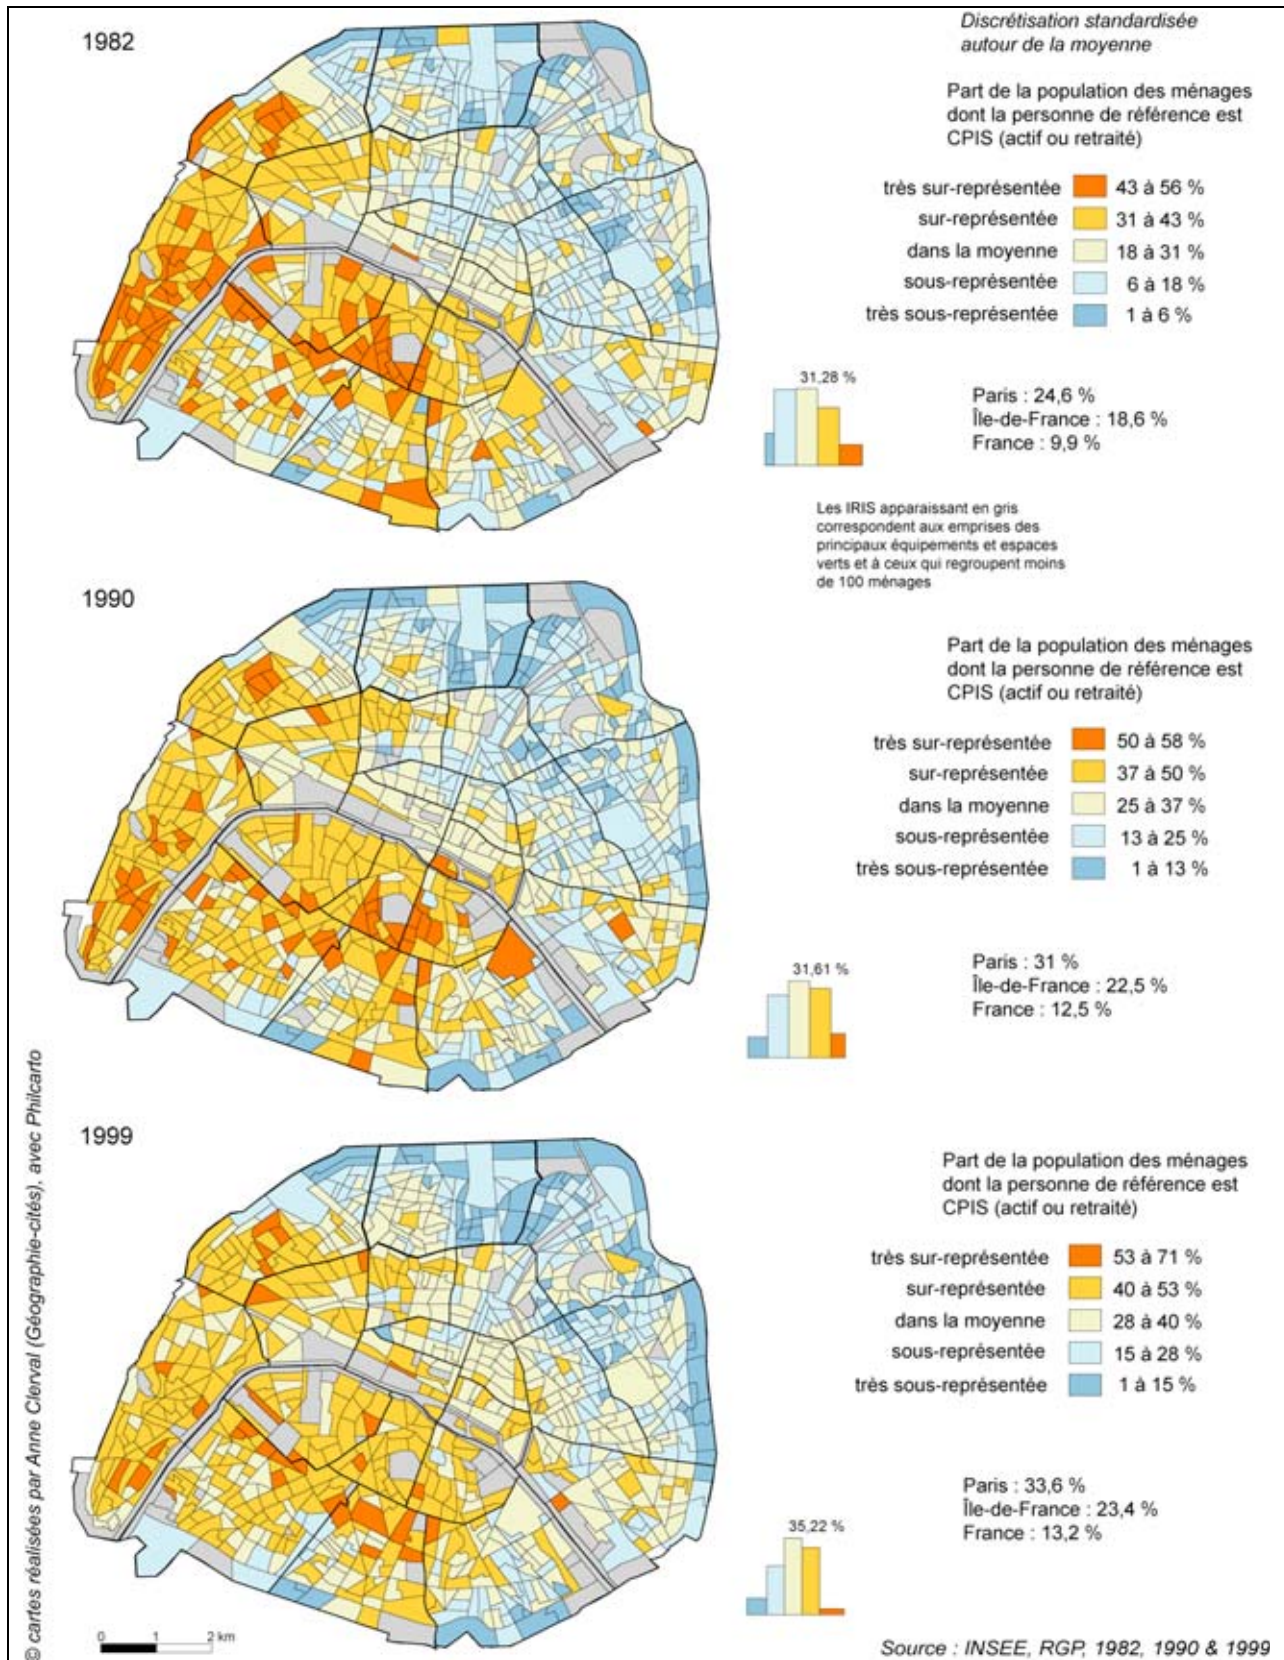 1982
Discrétisation standardisée
autour de la moyenne
Part de la population des ménages
dont la personne de référence est
CPIS (actif ou retraité)
très sur-représentée 43 à 56 %
sur-représentée 31 à 43 %
dans la moyenne 18 à 31 %
sous-représentée 6 à 18 %
très sous-représentée 1 à 6 %
31,28 %
Paris : 24,6 %
Île-de-France : 18,6 %
France : 9,9 %
Les IRIS apparaissant en gris
correspondent aux emprises des
principaux équipements et espaces
verts et à ceux qui regroupent moins
de 100 ménages
1990
Part de la population des ménages
dont la personne de référence est
CPIS (actif ou retraité)
très sur-représentée 50 à 58 %
sur-représentée 37 à 50 %
dans la moyenne 25 à 37 %
sous-représentée 13 à 25 %
très sous-représentée 1 à 13 %
31,61 %
Paris : 31 %
Île-de-France : 22,5 %
France : 12,5 %
1999
Part de la population des ménages
dont la personne de référence est
CPIS (actif ou retraité)
très sur-représentée 53 à 71 %
sur-représentée 40 à 53 %
dans la moyenne 28 à 40 %
sous-représentée 15 à 28 %
très sous-représentée 1 à 15 %
35,22 %
Paris : 33,6 %
Île-de-France : 23,4 %
France : 13,2 %
0 1 2 km
© cartes réalisées par Anne Clerval (Géographie-cités), avec Philcarto
Source : INSEE, RGP, 1982, 1990 & 1999